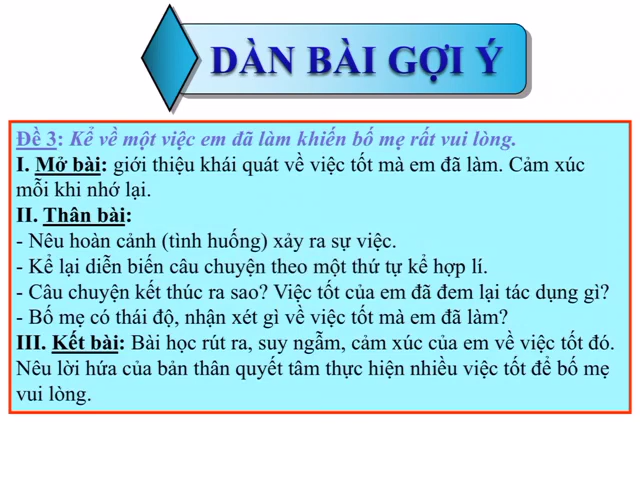 DÀN BÀI GỢI Ý
Đề 3: Kể về một việc em đã làm khiến bố mẹ rất vui lòng.
I. Mở bài: giới thiệu khái quát về việc tốt mà em đã làm. Cảm xúc
mỗi khi nhớ lại.
II. Thân bài:
- Nêu hoàn cảnh (tình huống) xảy ra sự việc.
- Kể lại diễn biến câu chuyện theo một thứ tự kể hợp lí.
- Câu chuyện kết thúc ra sao? Việc tốt của em đã đem lại tác dụng gì?
- Bố mẹ có thái độ, nhận xét gì về việc tốt mà em đã làm?
III. Kết bài: Bài học rút ra, suy ngẫm, cảm xúc của em về việc tốt đó.
Nêu lời hứa của bản thân quyết tâm thực hiện nhiều việc tốt để bố mẹ
vui lòng.